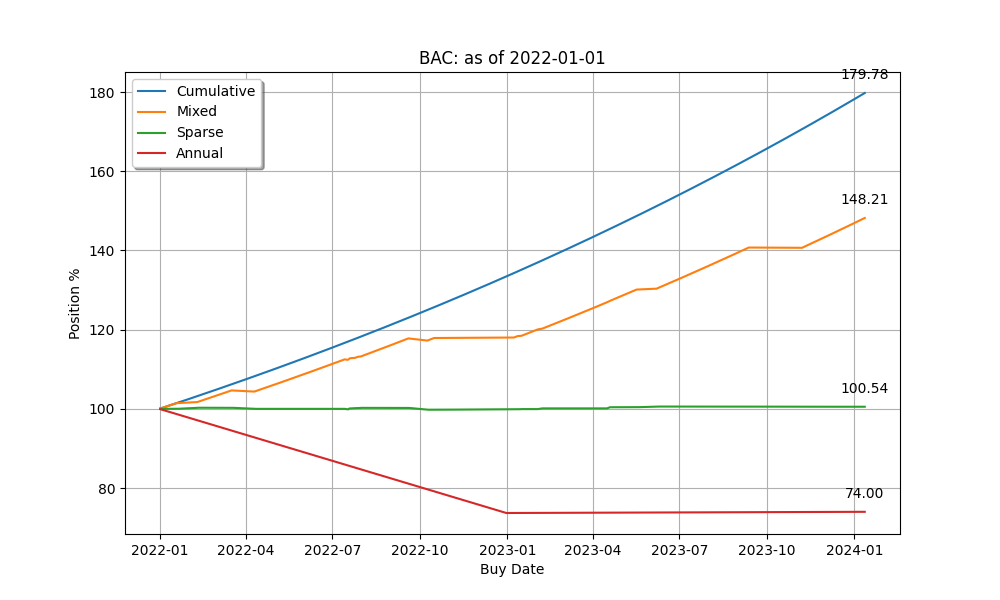 BAC: as of 2022-01-01
179.78
180
Cumulative
Mixed
Sparse
Annual
160
148.21
140
Position %
120
100.54
100
74.00
80
2022-01 2022-04 2022-07 2022-10 2023-01 2023-04 2023-07 2023-10 2024-01
Buy Date